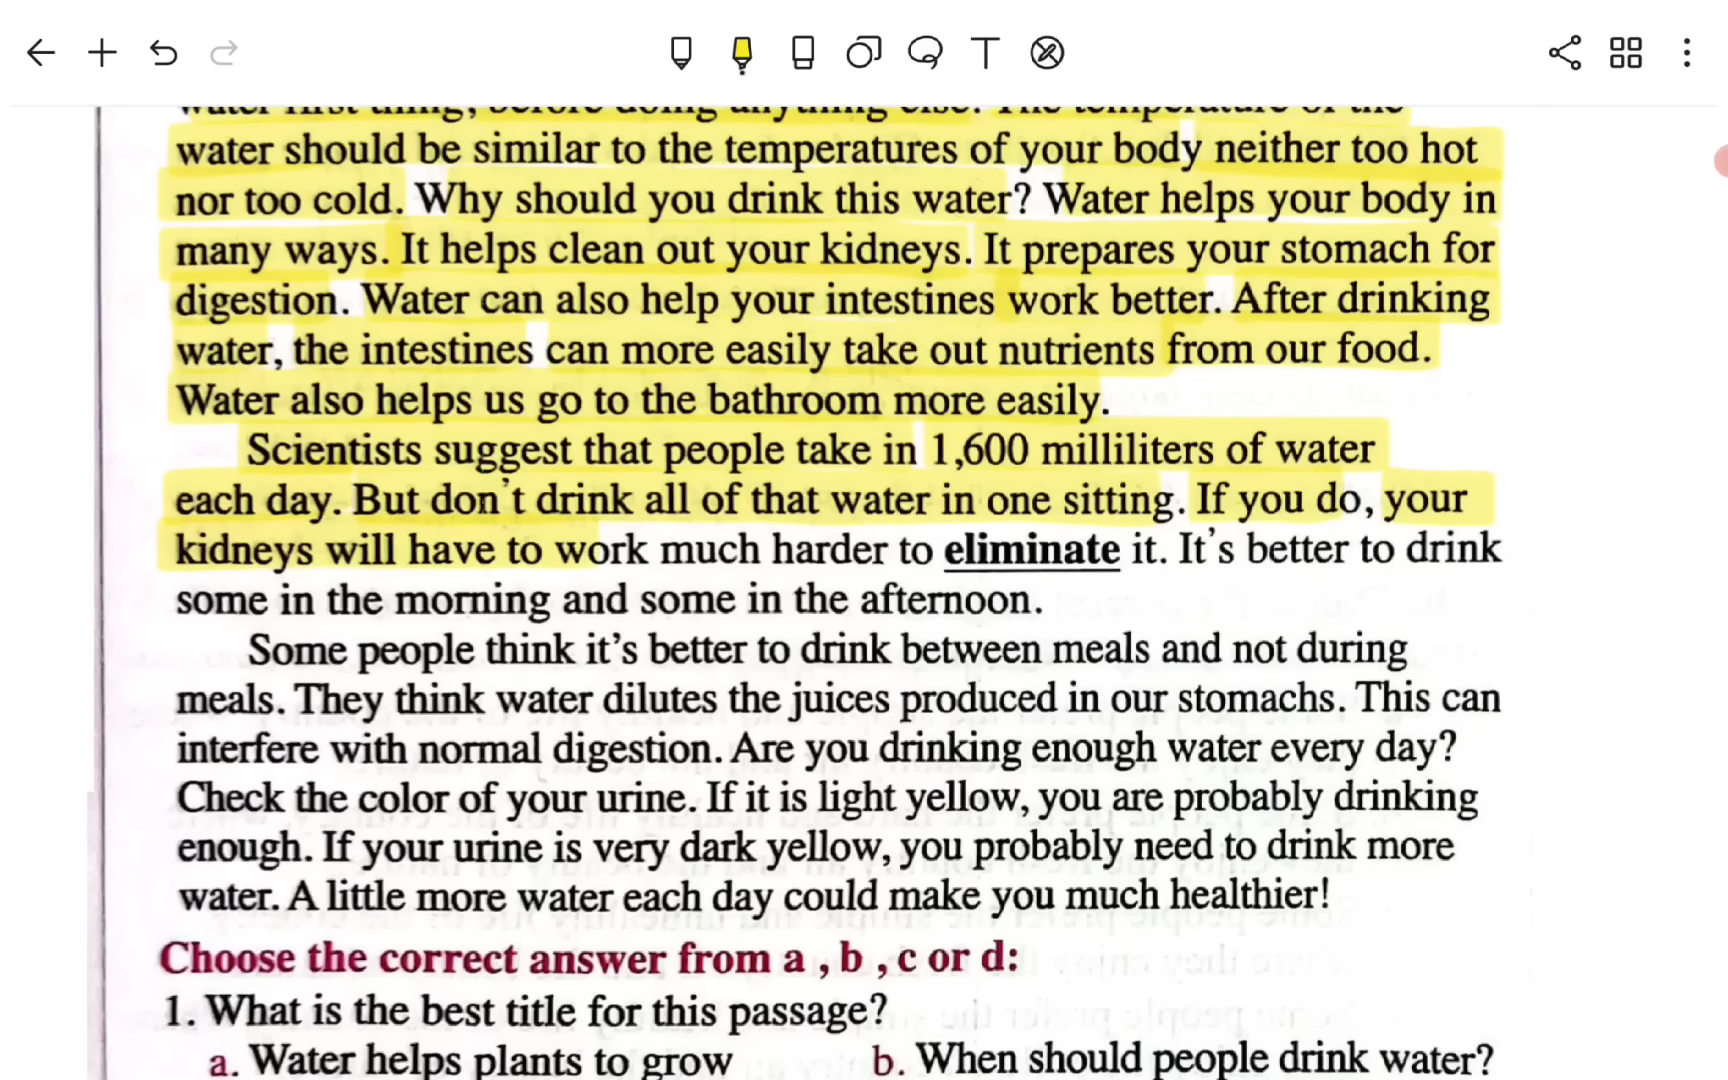 water first thing, before doing anything else. The temperature of the
water should be similar to the temperatures of your body neither too hot
nor too cold. Why should you drink this water? Water helps your body in
many ways. It helps clean out your kidneys. It prepares your stomach for
digestion. Water can also help your intestines work better. After drinking
water, the intestines can more easily take out nutrients from our food.
Water also helps us go to the bathroom more easily.
Scientists suggest that people take in 1,600 milliliters of water
each day. But don't drink all of that water in one sitting. If you do, your
kidneys will have to work much harder to eliminate it. It's better to drink
some in the morning and some in the afternoon.
Some people think it's better to drink between meals and not during
meals. They think water dilutes the juices produced in our stomachs. This can
interfere with normal digestion. Are you drinking enough water every day?
Check the color of your urine. If it is light yellow, you are probably drinking
enough. If your urine is very dark yellow, you probably need to drink more
water. A little more water each day could make you much healthier!
Choose the correct answer from a , b , c or d:
1. What is the best title for this passage?
a. Water helps plants to grow b. When should people drink water?